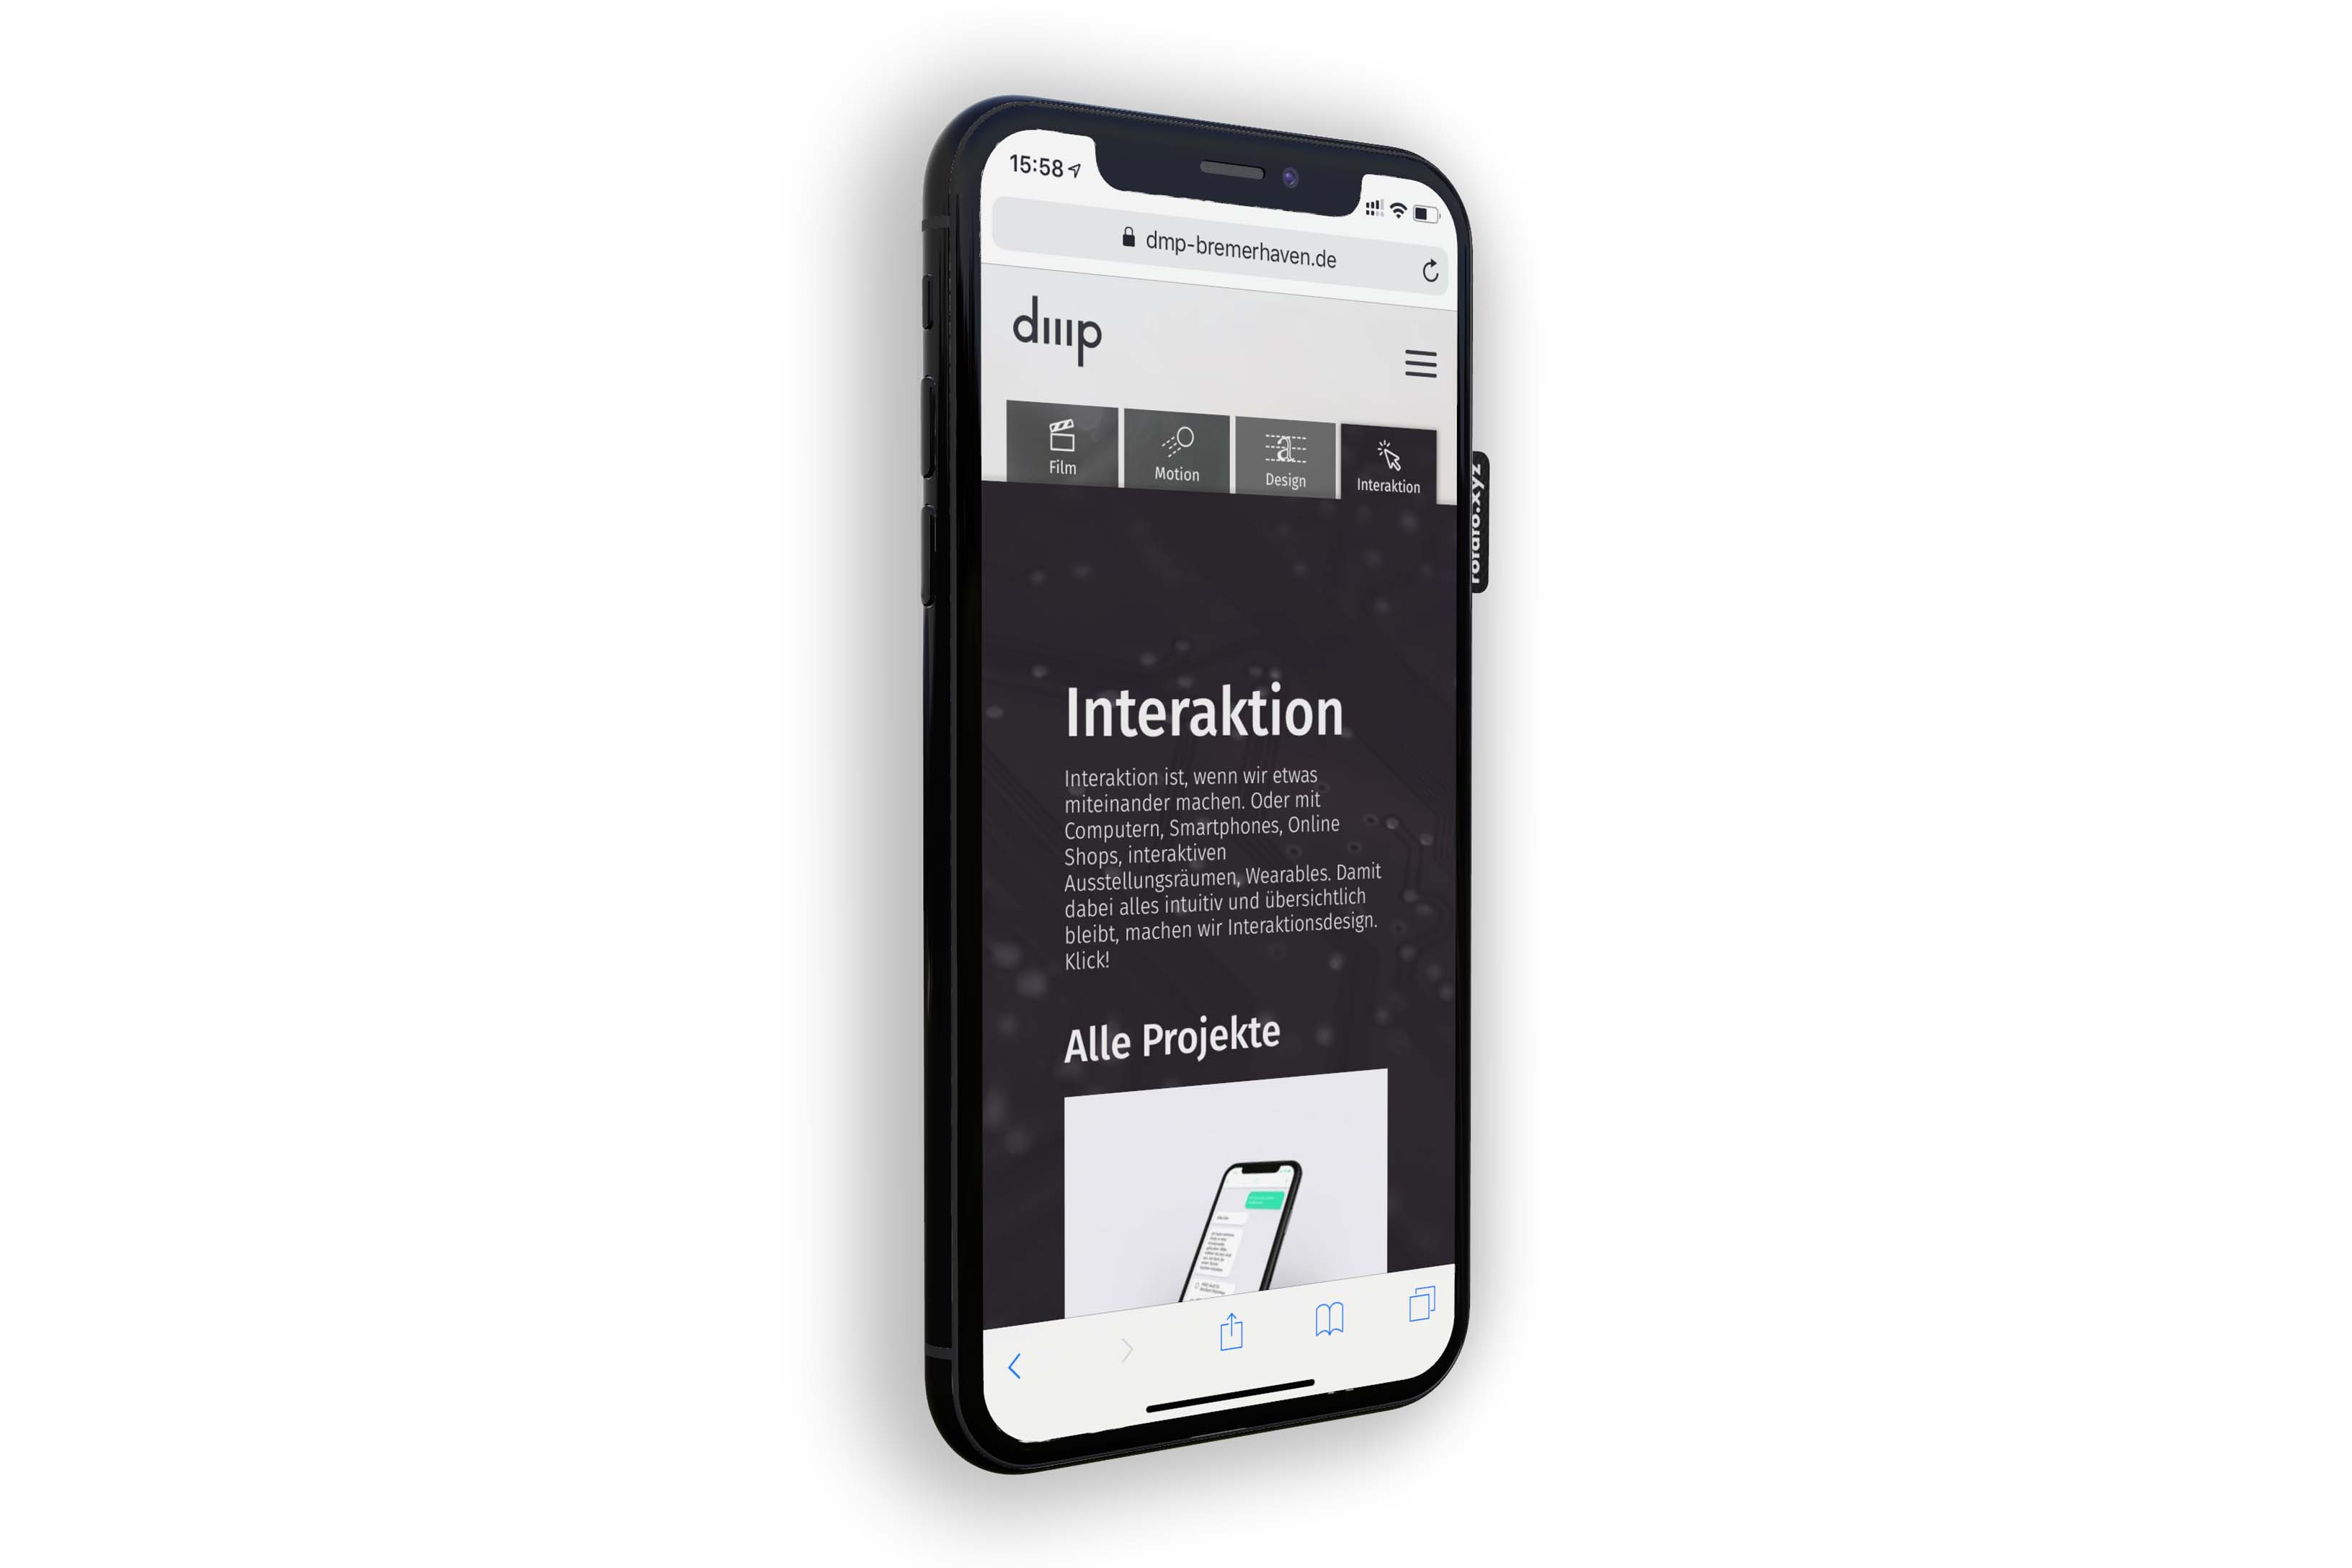 15:58
dmp-bremerhaven.de
dmp
Film
Motion
Design
Interaktion
rotato.xyz
Interaktion
Interaktion ist, wenn wir etwas
miteinander machen. Oder mit
Computern, Smartphones, Online
Shops, interaktiven
Ausstellungsräumen, Wearables. Damit
dabei alles intuitiv und übersichtlich
bleibt, machen wir Interaktionsdesign.
Klick!
Alle Projekte